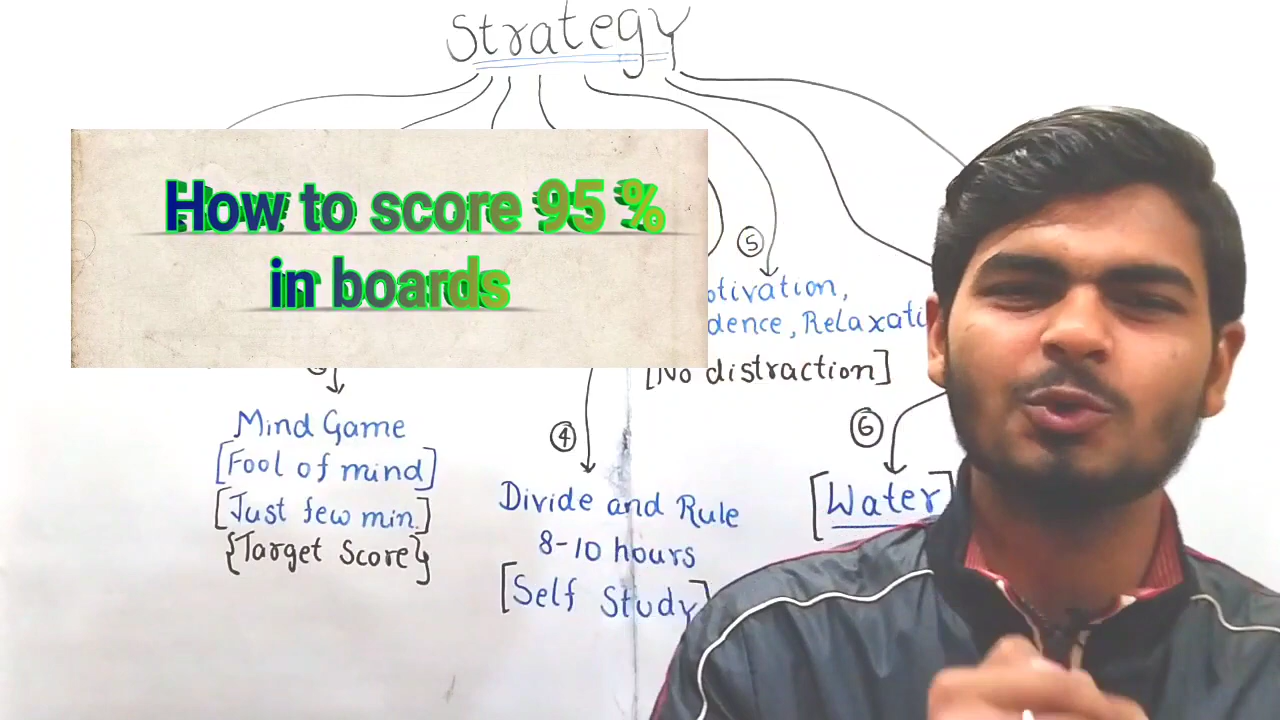 Strategy
How to score 95 %
in boards
5
otivation,
dence, Relaxati
[No distraction]
Mind Game
[Fool of mind]
[Just few min.]
{Target Score}
4
Divide and Rule
8-10 hours
[Self Study]
6
[Water]